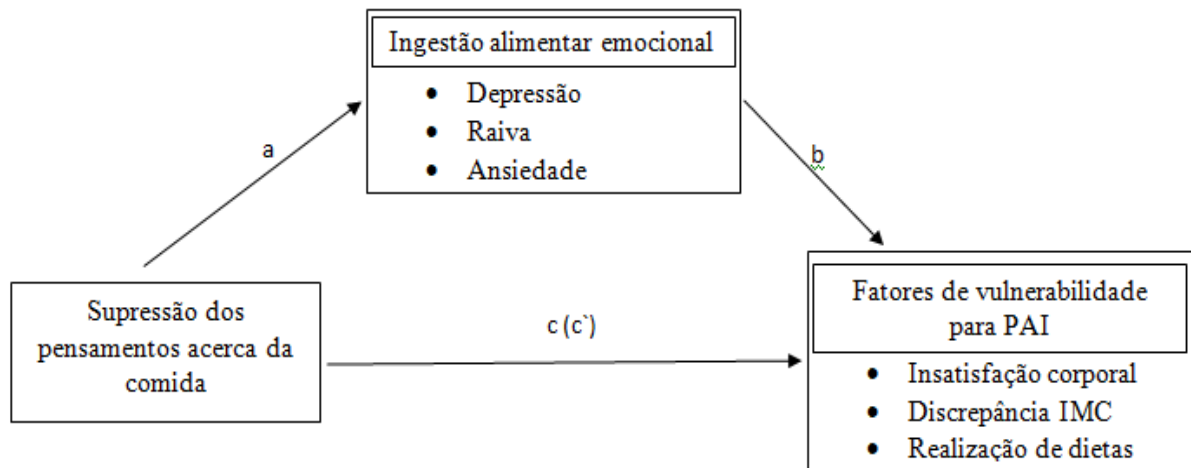 Ingestão alimentar emocional
• Depressão
• Raiva
• Ansiedade
a
b
Supressão dos
pensamentos acerca da
comida
c (c`)
Fatores de vulnerabilidade
para PAI
• Insatisfação corporal
• Discrepância IMC
• Realização de dietas